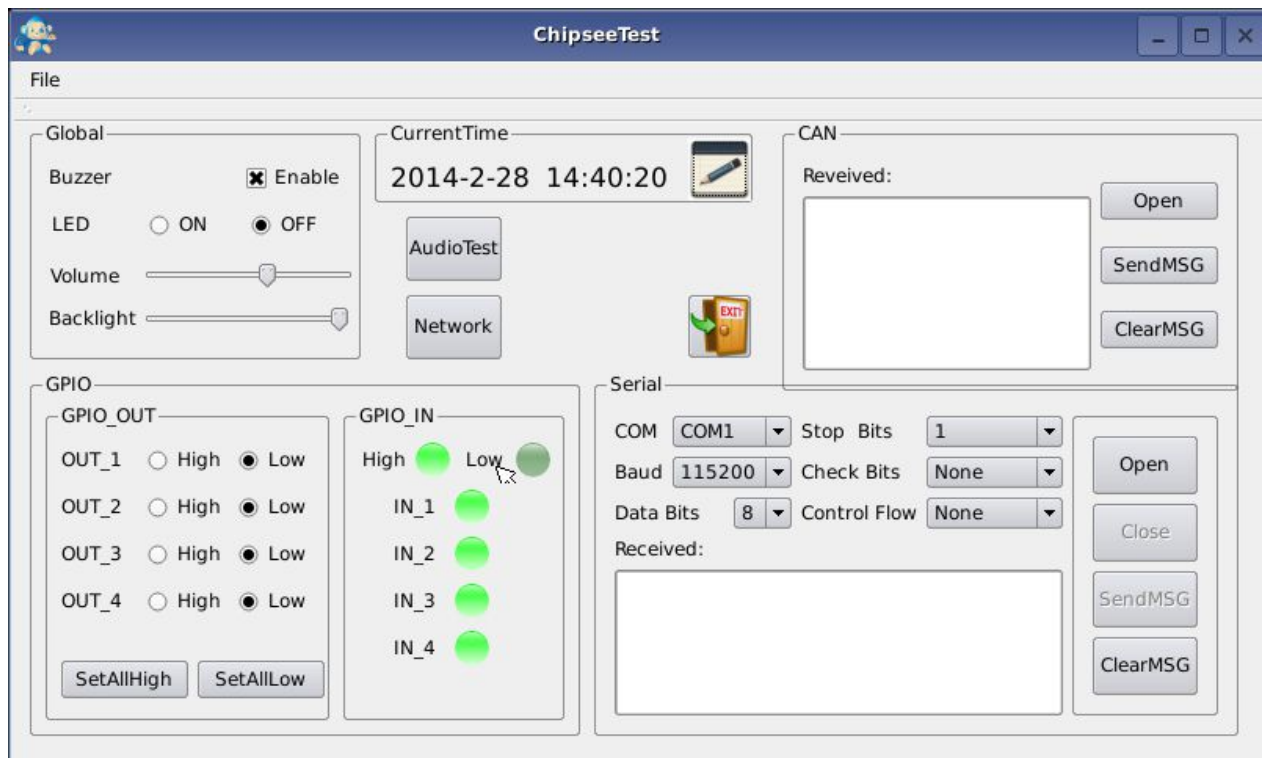 ChipseeTest
File
Global
Buzzer Enable
LED ON OFF
Volume
Backlight
CurrentTime
2014-2-28 14:40:20
AudioTest
Network
EXIT
CAN
Reveived:
Open
SendMSG
ClearMSG
GPIO
GPIO_OUT
OUT_1 High Low
OUT_2 High Low
OUT_3 High Low
OUT_4 High Low
SetAllHigh SetAllLow
GPIO_IN
High Low
IN_1
IN_2
IN_3
IN_4
Serial
COM COM1 Stop Bits 1
Baud 115200 Check Bits None
Data Bits 8 Control Flow None
Received:
Open
Close
SendMSG
ClearMSG